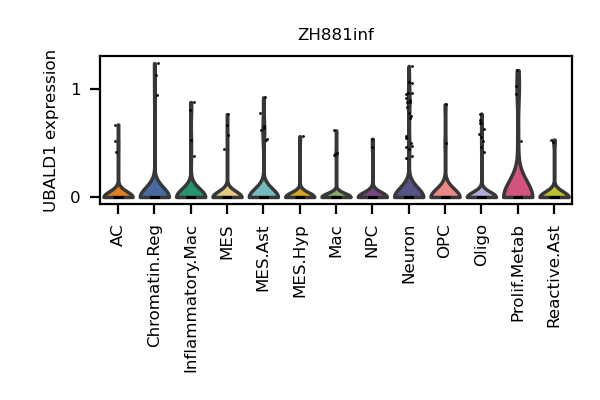 ZH881inf
UBALD1 expression
1
0
AC
Chromatin.Reg
Inflammatory.Mac
MES
MES.Ast
MES.Hyp
Mac
NPC
Neuron
OPC
Oligo
Prolif.Metab
Reactive.Ast